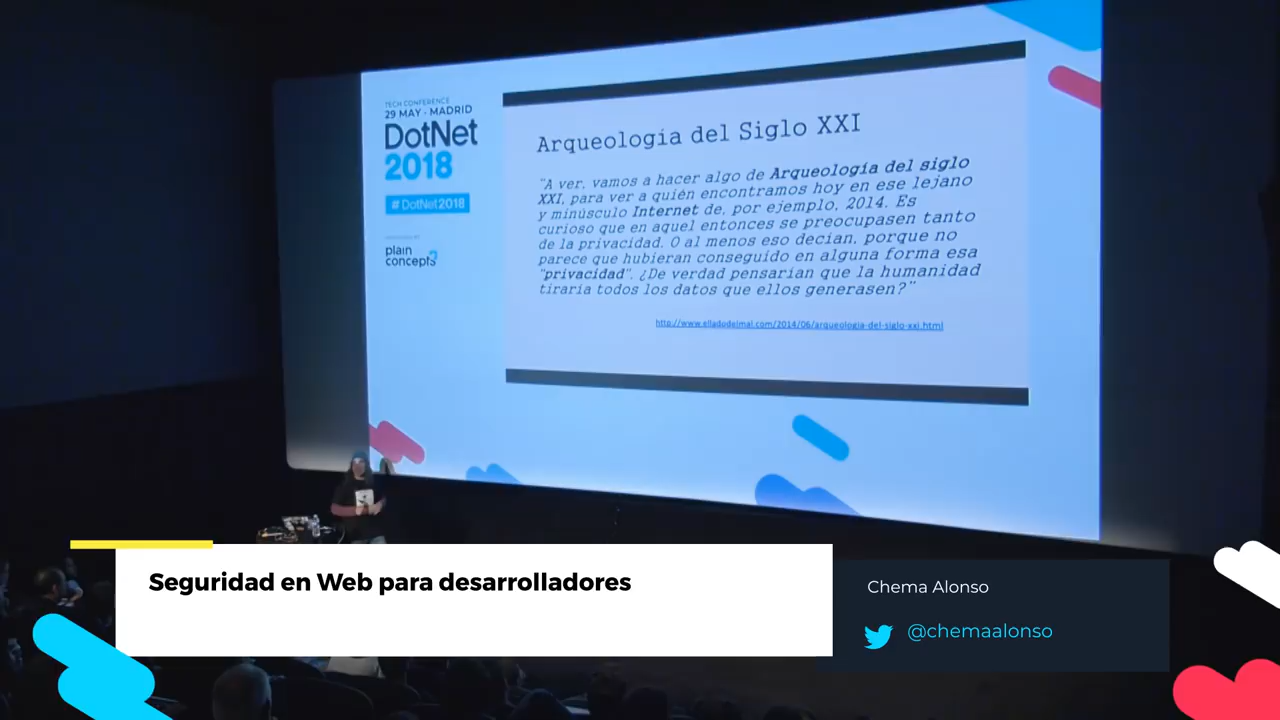 TECH CONFERENCE
29 MAY - MADRID
DotNet
2018
#DotNet2018
plain
concepts
Arqueología del Siglo XXI
"A ver, vamos a hacer algo de Arqueología del siglo
XXI, para ver a quién encontramos hoy en ese lejano
y minúsculo Internet de, por ejemplo, 2014. Es
curioso que en aquel entonces se preocupasen tanto
de la privacidad. O al menos eso decían, porque no
parece que hubieran conseguido en alguna forma esa
"privacidad". ¿De verdad pensarían que la humanidad
tiraría todos los datos que ellos generasen?"
http://www.elladodelmal.com/2014/06/arqueologia-del-siglo-xxi.html
Seguridad en Web para desarrolladores
Chema Alonso
@chemaalonso